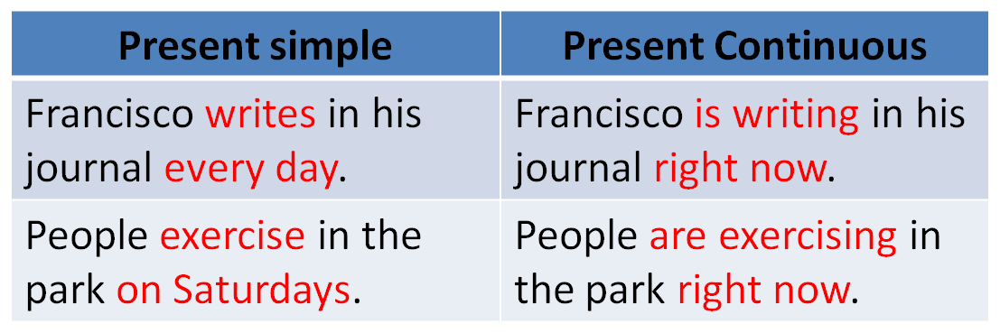 Present simple
Present Continuous
Francisco writes in his
journal every day.
Francisco is writing in his
journal right now.
People exercise in the
park on Saturdays.
People are exercising in
the park right now.